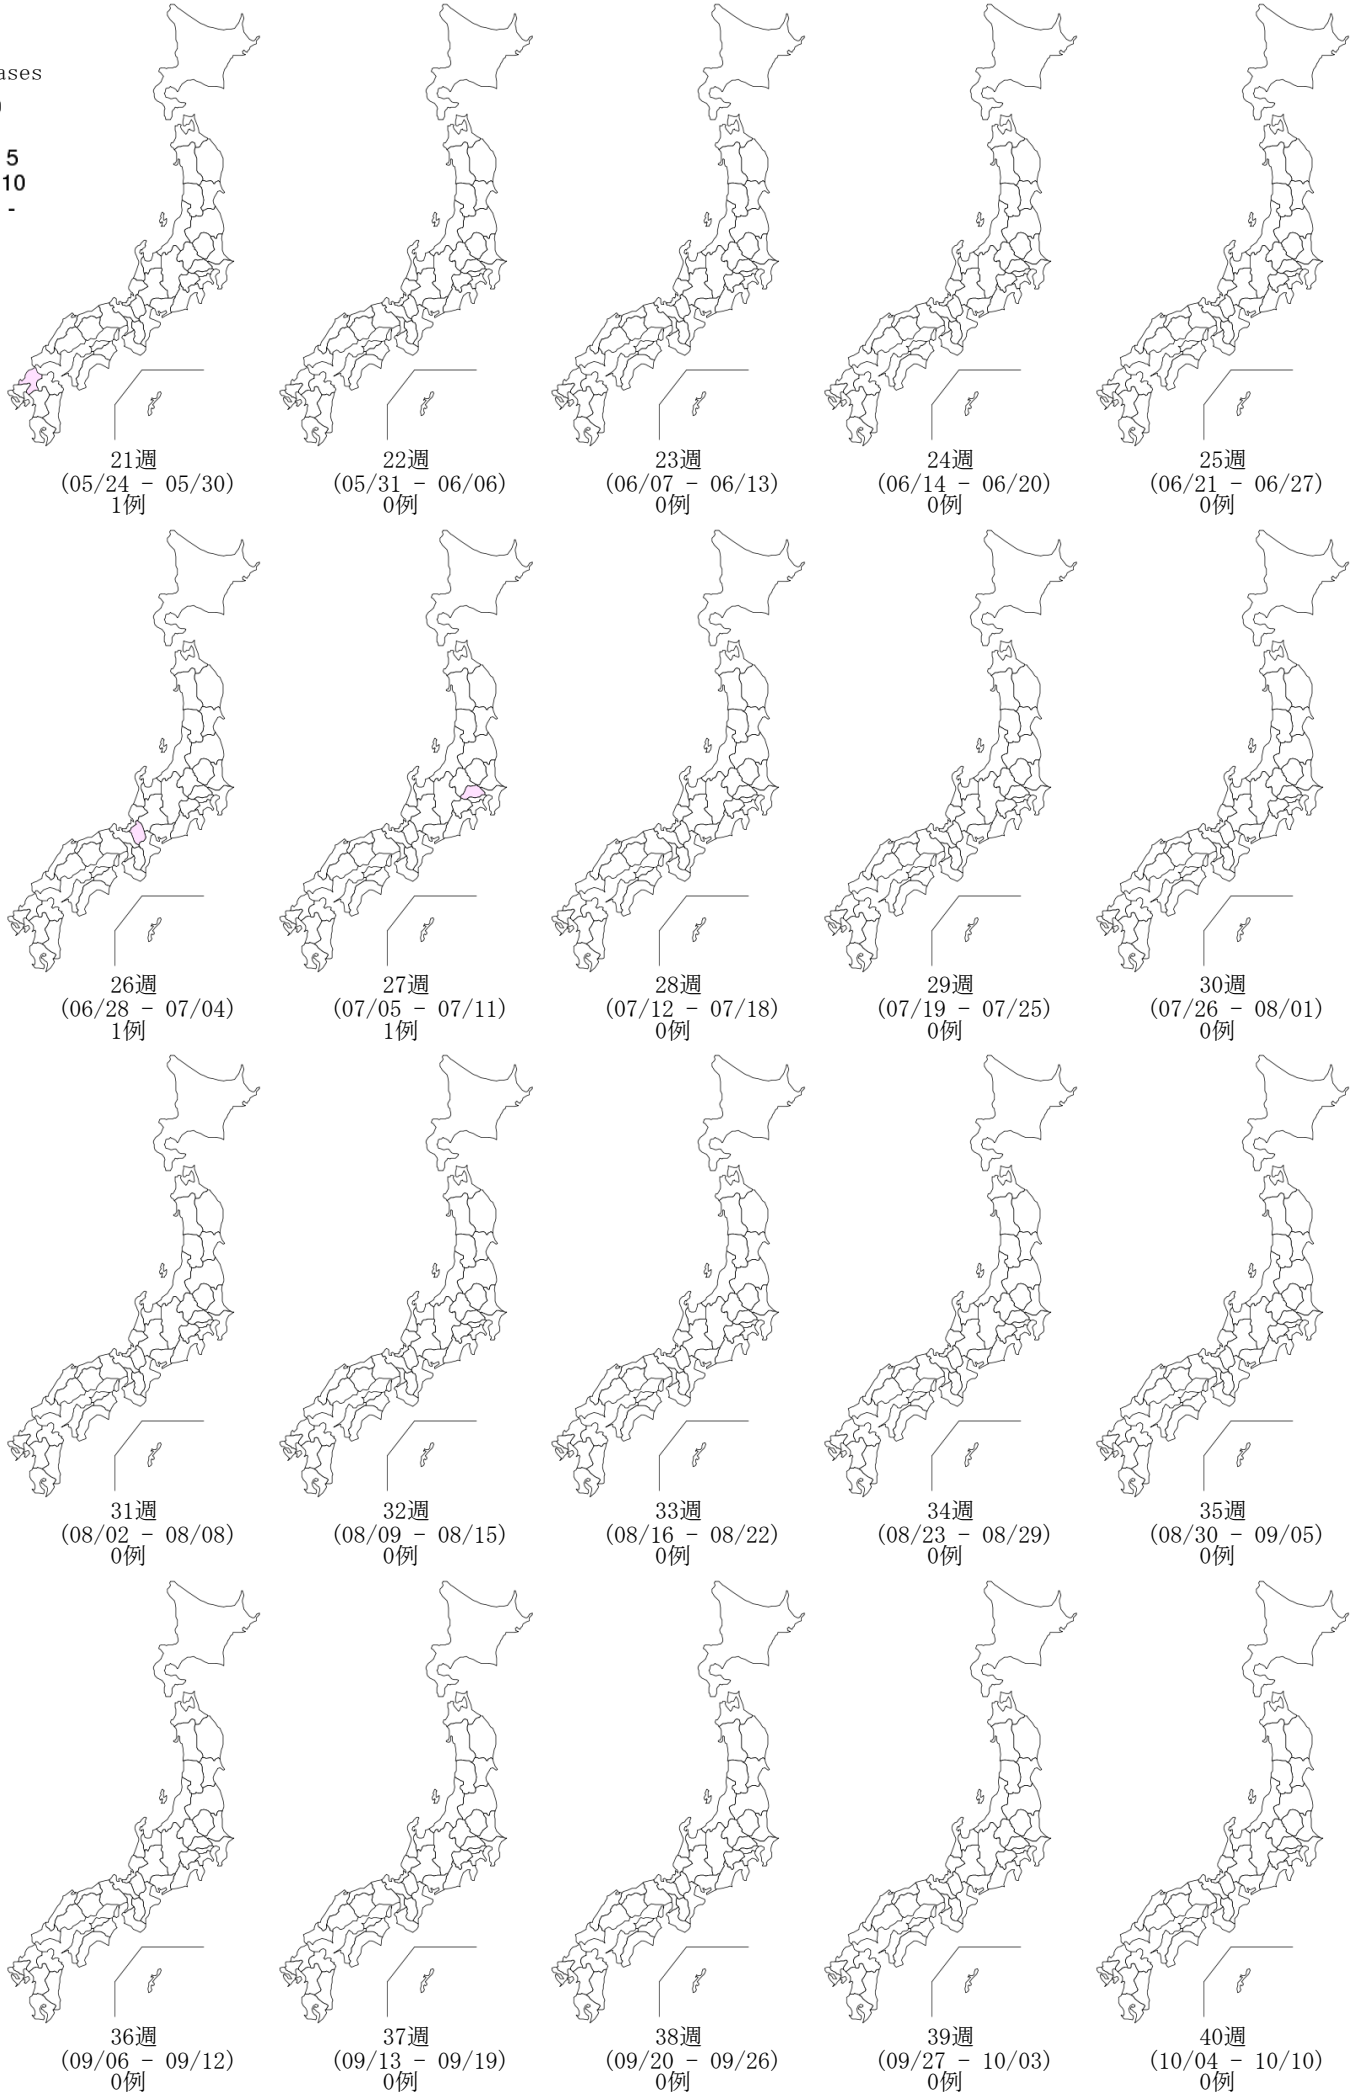 ases
5
10
-
21週
(05/24 - 05/30)
1例
22週
(05/31 - 06/06)
0例
23週
(06/07 - 06/13)
0例
24週
(06/14 - 06/20)
0例
25週
(06/21 - 06/27)
0例
26週
(06/28 - 07/04)
1例
27週
(07/05 - 07/11)
1例
28週
(07/12 - 07/18)
0例
29週
(07/19 - 07/25)
0例
30週
(07/26 - 08/01)
0例
31週
(08/02 - 08/08)
0例
32週
(08/09 - 08/15)
0例
33週
(08/16 - 08/22)
0例
34週
(08/23 - 08/29)
0例
35週
(08/30 - 09/05)
0例
36週
(09/06 - 09/12)
0例
37週
(09/13 - 09/19)
0例
38週
(09/20 - 09/26)
0例
39週
(09/27 - 10/03)
0例
40週
(10/04 - 10/10)
0例